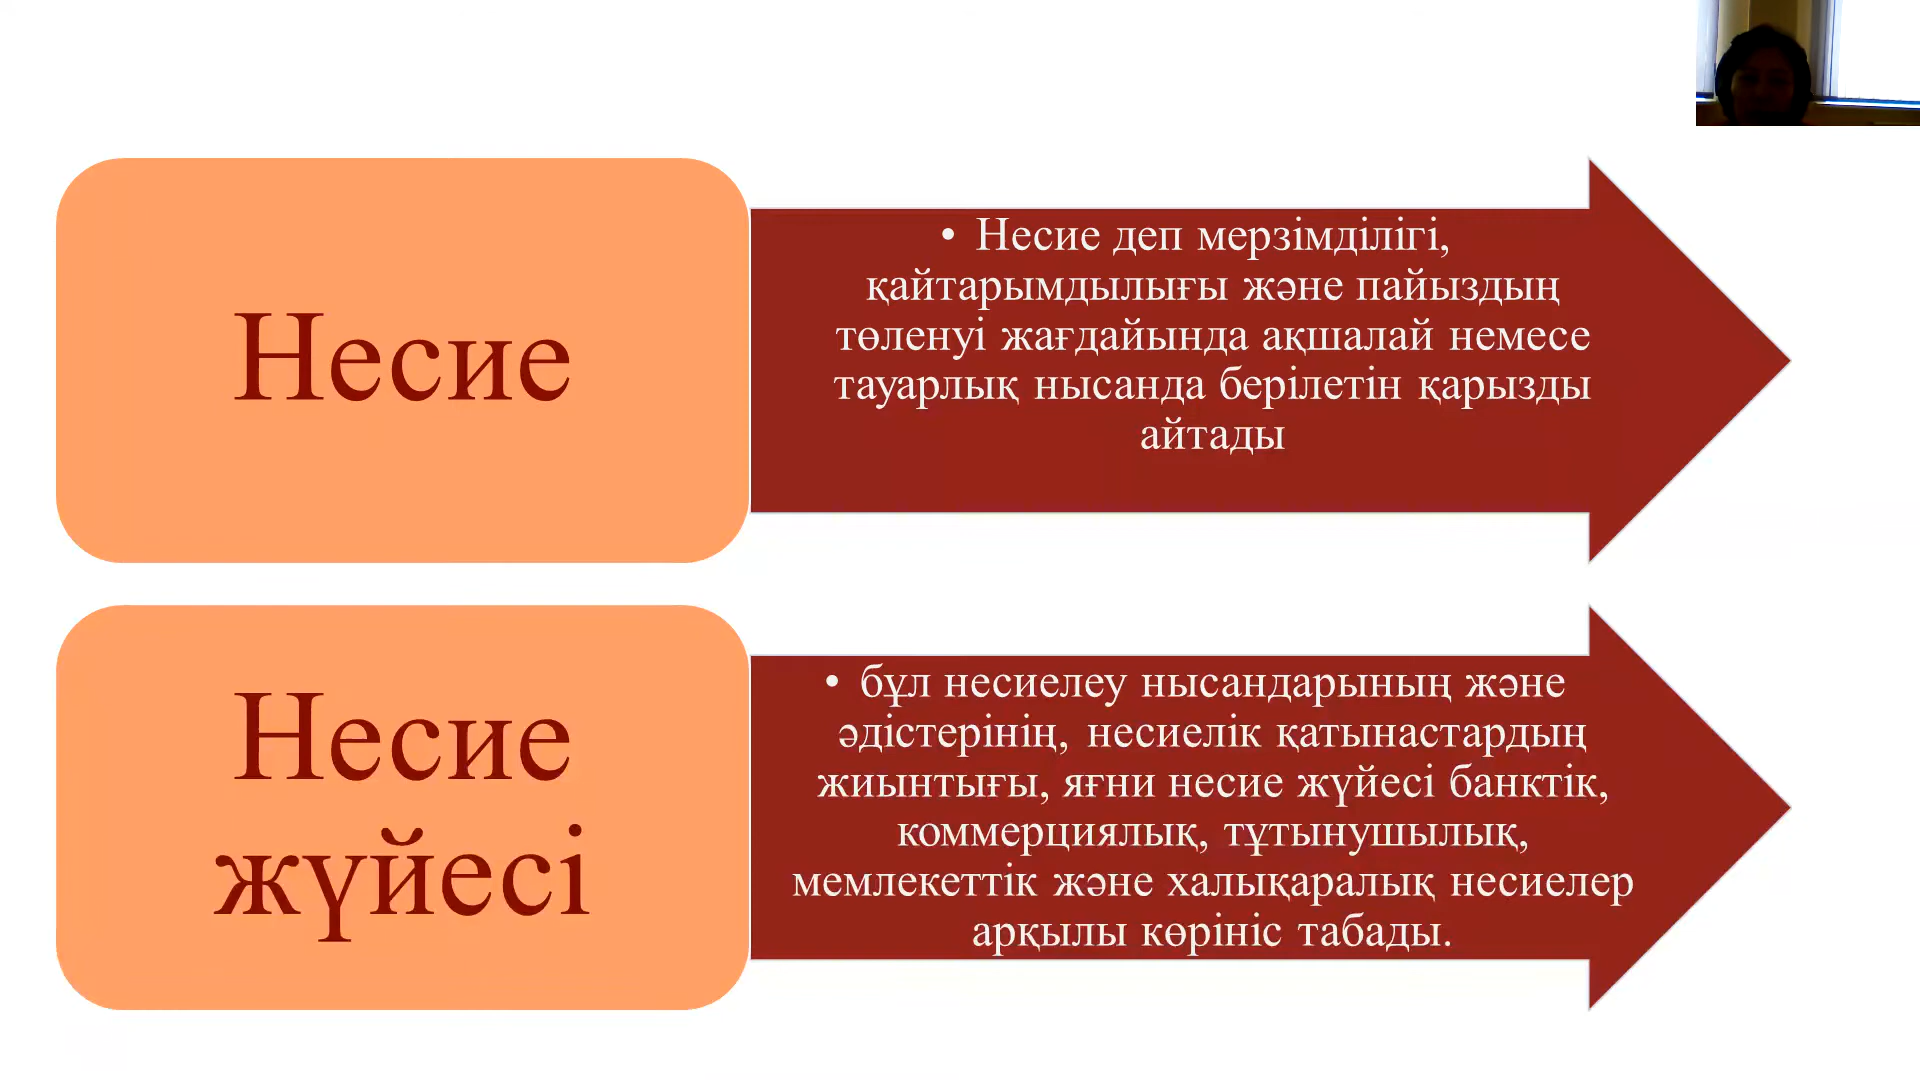 Несие
• Несие деп мерзімділігі,
қайтарымдылығы және пайыздың
төленуі жағдайында ақшалай немесе
тауарлық нысанда берілетін қарызды
айтады
Несие
жүйесі
• бұл несиелеу нысандарының және
әдістерінің, несиелік қатынастардың
жиынтығы, яғни несие жүйесі банктік,
коммерциялық, тұтынушылық,
мемлекеттік және халықаралық несиелер
арқылы көрініс табады.